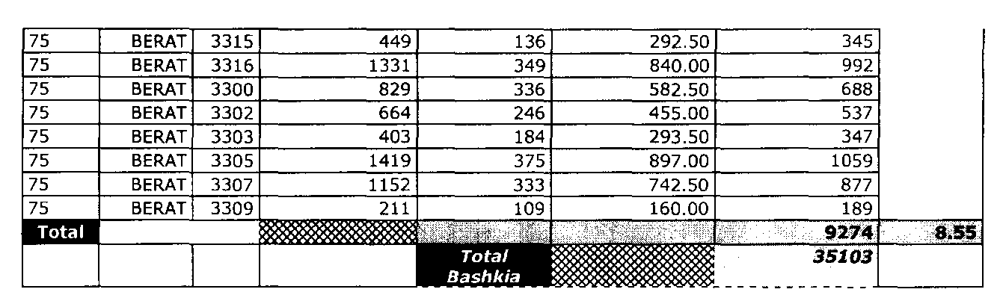 75 BERAT 3315 449 136 292.50 345
75 BERAT 3316 1331 349 840.00 992
75 BERAT 3300 829 336 582.50 688
75 BERAT 3302 664 246 455.00 537
75 BERAT 3303 403 184 293.50 347
75 BERAT 3305 1419 375 897.00 1059
75 BERAT 3307 1152 333 742.50 877
75 BERAT 3309 211 109 160.00 189
Total 9274 8.55
Total 35103
Bashkia